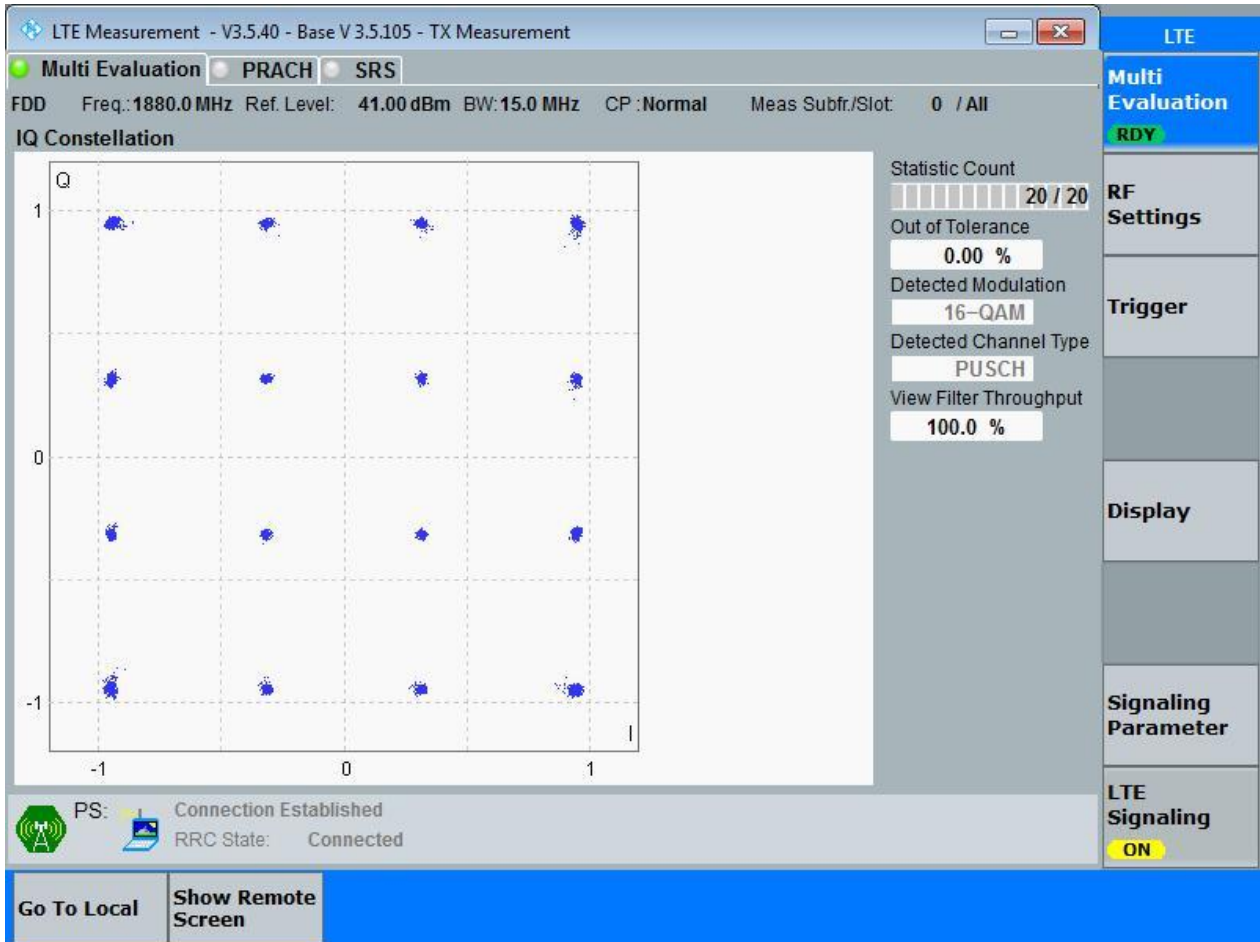 LTE Measurement - V3.5.40 - Base V 3.5.105 - TX Measurement
LTE
Multi Evaluation PRACH SRS
Multi
Evaluation
RDY
FDD Freq.: 1880.0 MHz Ref. Level: 41.00 dBm BW: 15.0 MHz CP : Normal Meas Subfr./Slot: 0 / All
IQ Constellation
Q
1
0
-1
I
-1 0 1
Statistic Count
20 / 20
Out of Tolerance
0.00 %
Detected Modulation
16-QAM
Detected Channel Type
PUSCH
View Filter Throughput
100.0 %
RF
Settings
Trigger
Display
Signaling
Parameter
LTE
Signaling
ON
PS: Connection Established
RRC State: Connected
Go To Local
Show Remote
Screen